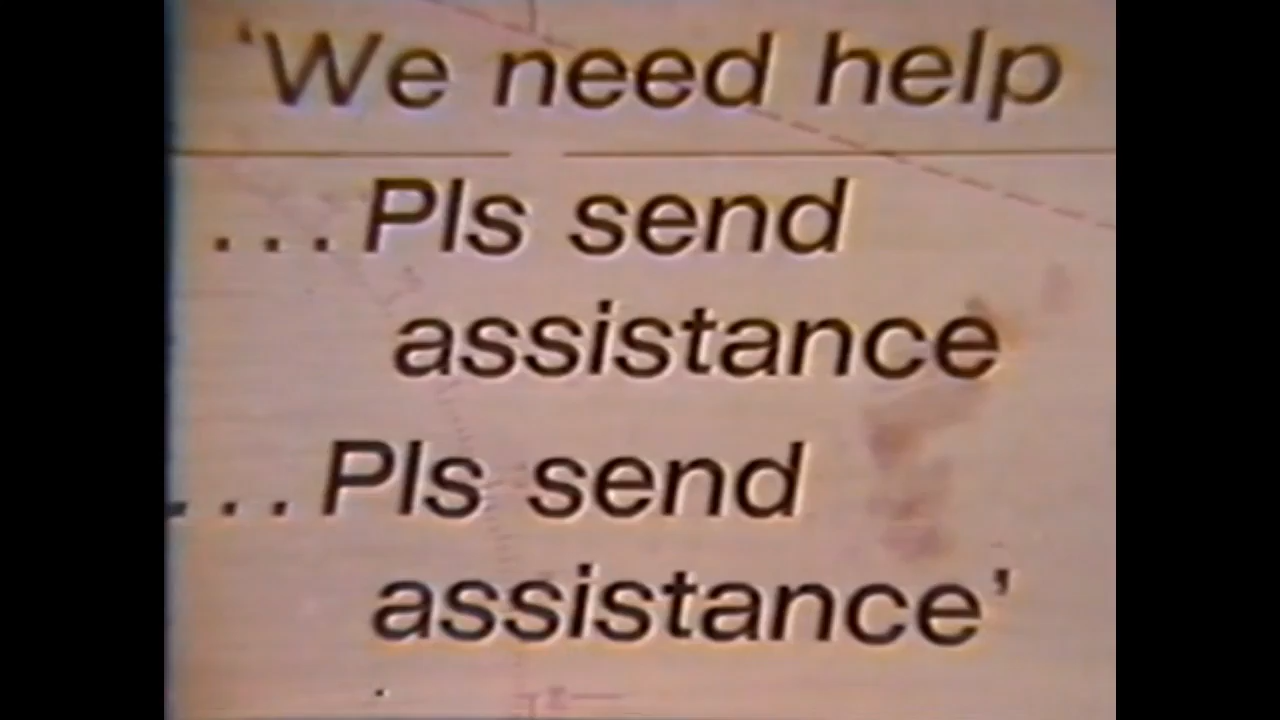 ‘We need help
...Pls send
assistance
...Pls send
assistance’